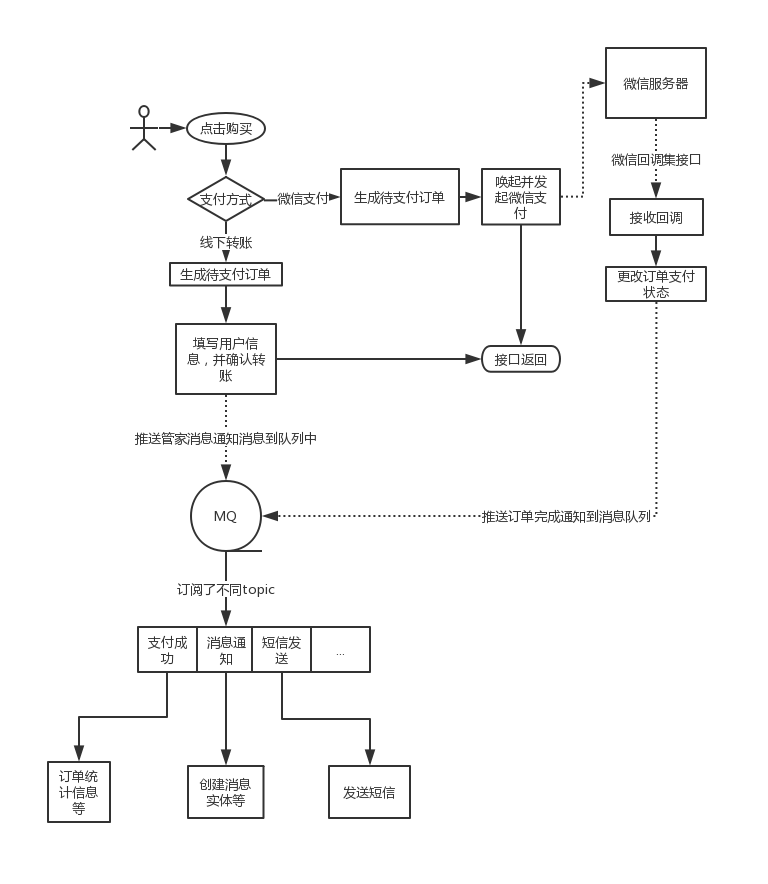 微信服务器
点击购买
微信回调集接口
支付方式
微信支付
生成待支付订单
唤起并发
起微信支
付
接收回调
线下转账
生成待支付订单
更改订单支付
状态
填写用户信
息，并确认转
账
接口返回
推送管家消息通知消息到队列中
MQ
推送订单完成通知到消息队列
订阅了不同topic
支付成
功
消息通
知
短信发
送
...
订单统
计信息
等
创建消息
实体等
发送短信